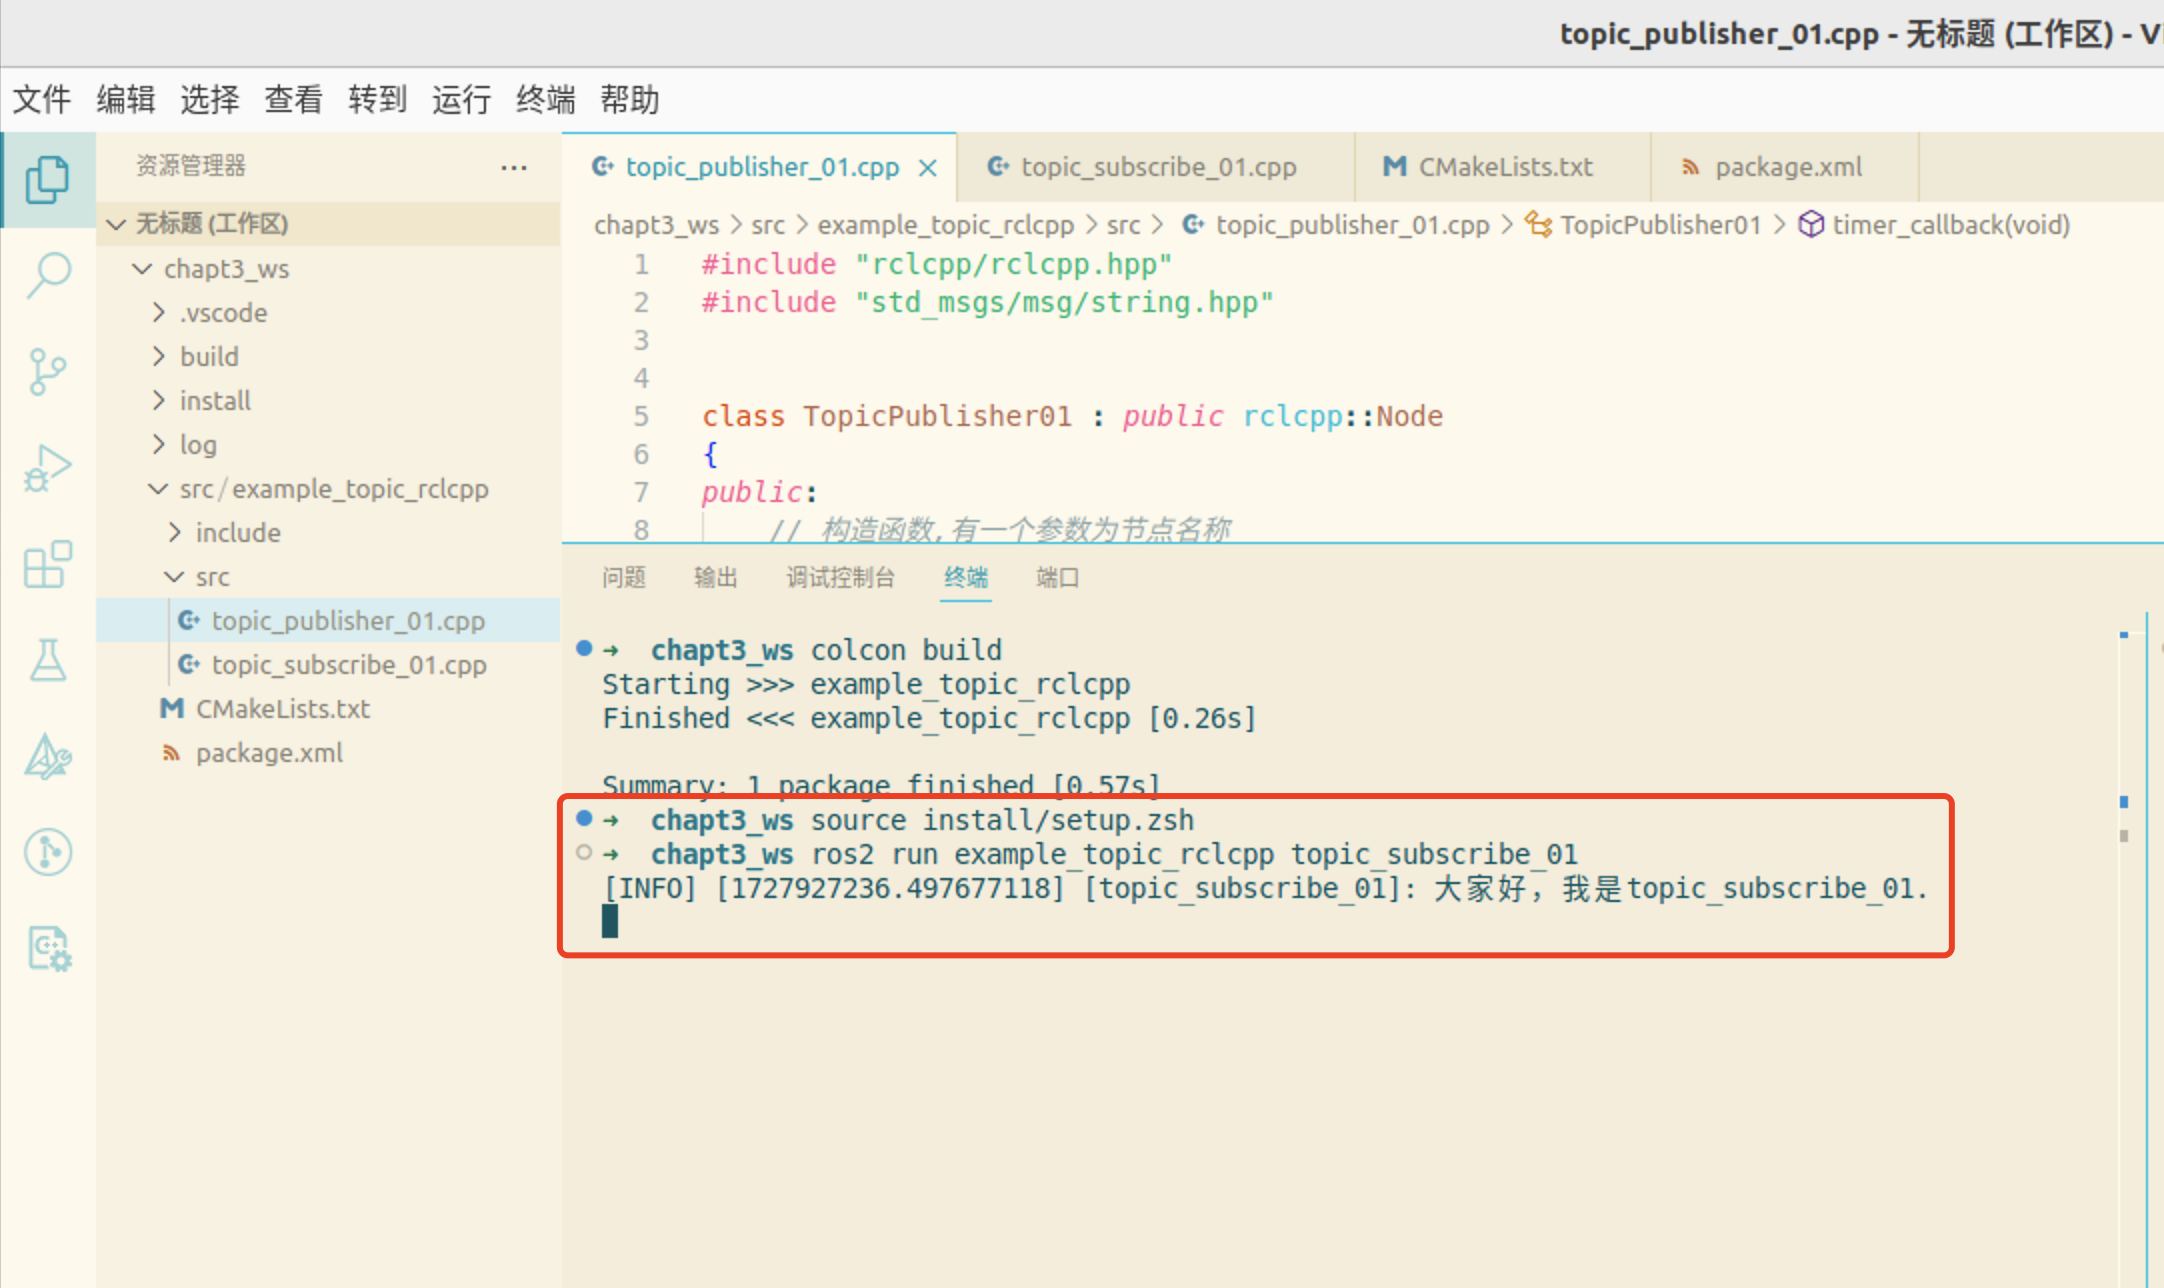 topic_publisher_01.cpp - 无标题 (工作区) - Vi
文件 编辑 选择 查看 转到 运行 终端 帮助
资源管理器 ...
无标题 (工作区)
chapt3_ws
.vscode
build
install
log
src/example_topic_rclcpp
include
src
topic_publisher_01.cpp
topic_subscribe_01.cpp
CMakeLists.txt
package.xml
topic_publisher_01.cpp topic_subscribe_01.cpp CMakeLists.txt package.xml
chapt3_ws > src > example_topic_rclcpp > src > topic_publisher_01.cpp > TopicPublisher01 > timer_callback(void)
1 #include "rclcpp/rclcpp.hpp"
2 #include "std_msgs/msg/string.hpp"
3
4
5 class TopicPublisher01 : public rclcpp::Node
6 {
7 public:
8 // 构造函数,有一个参数为节点名称
问题 输出 调试控制台 终端 端口
➜ chapt3_ws colcon build
Starting >>> example_topic_rclcpp
Finished <<< example_topic_rclcpp [0.26s]
Summary: 1 package finished [0.57s]
➜ chapt3_ws source install/setup.zsh
➜ chapt3_ws ros2 run example_topic_rclcpp topic_subscribe_01
[INFO] [1727927236.497677118] [topic_subscribe_01]: 大家好，我是topic_subscribe_01.